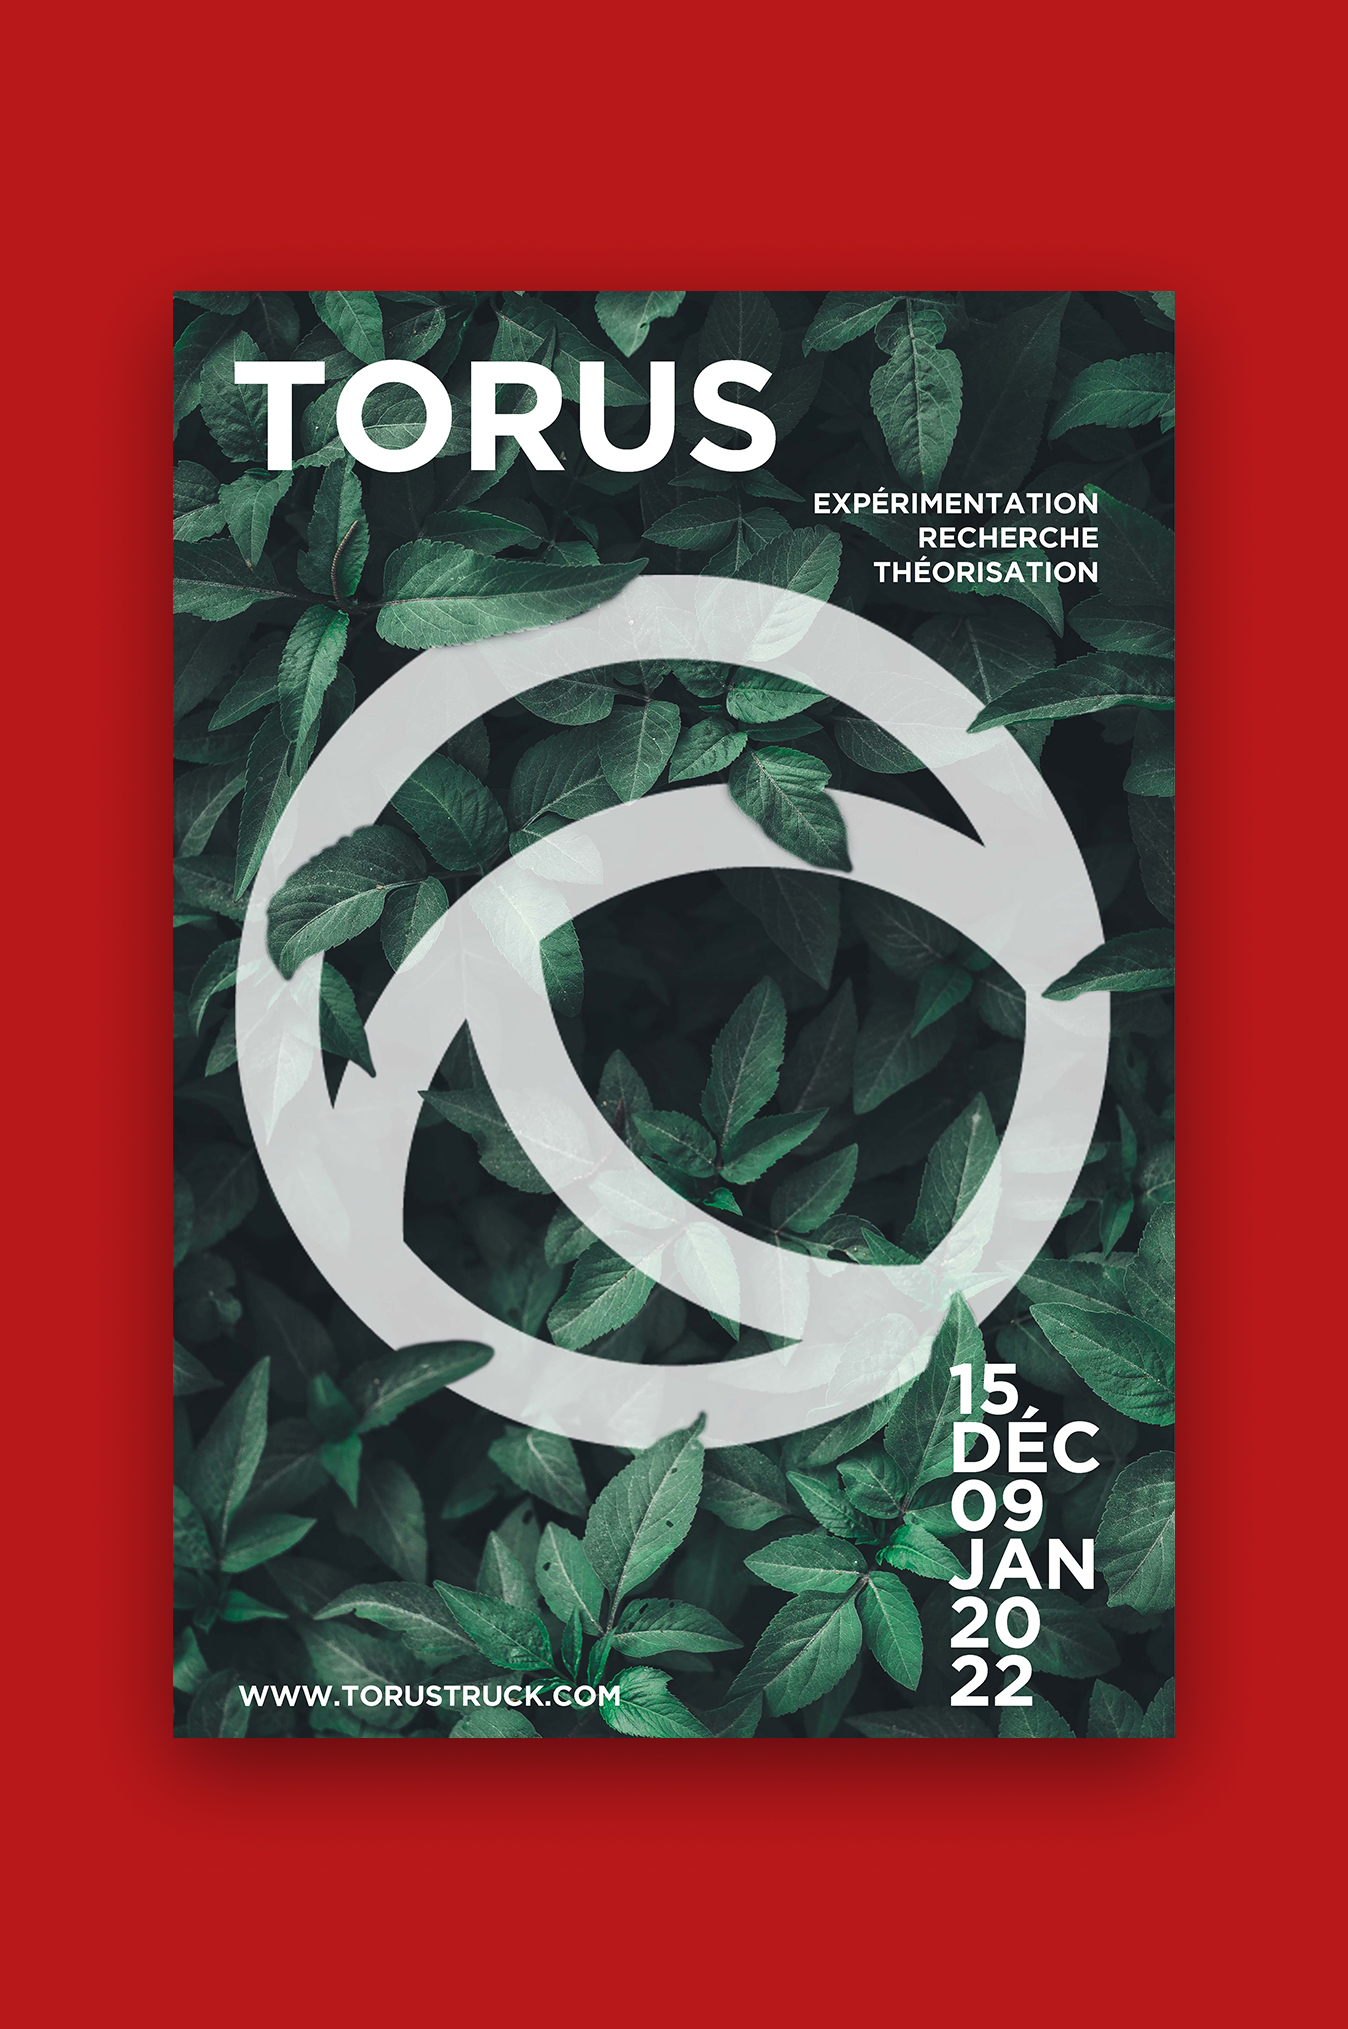 TORUS
EXPÉRIMENTATION
RECHERCHE
THÉORISATION
15
DÉC
09
JAN
20
22
WWW.TORUSTRUCK.COM